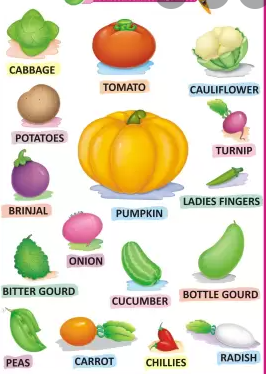 CABBAGE
TOMATO
CAULIFLOWER
POTATOES
TURNIP
BRINJAL
PUMPKIN
LADIES FINGERS
ONION
BITTER GOURD
CUCUMBER
BOTTLE GOURD
PEAS
CARROT
CHILLIES
RADISH